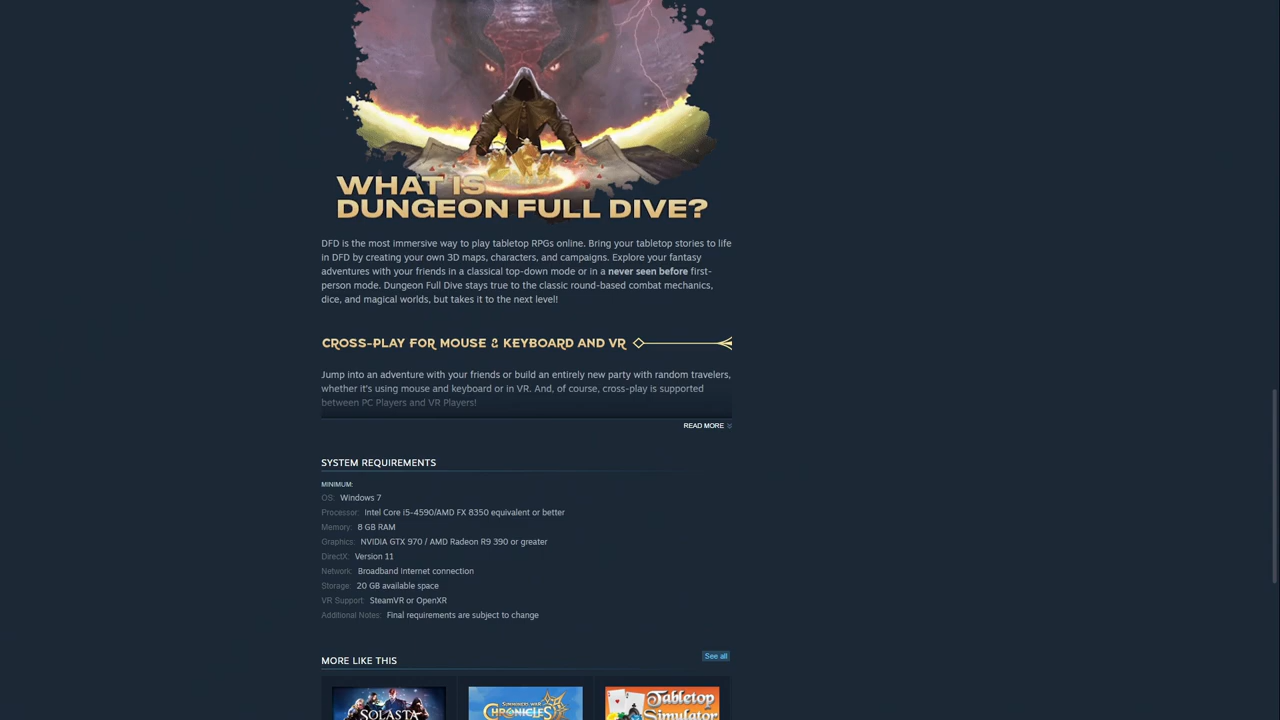 WHAT IS
DUNGEON FULL DIVE?
DFD is the most immersive way to play tabletop RPGs online. Bring your tabletop stories to life
in DFD by creating your own 3D maps, characters, and campaigns. Explore your fantasy
adventures with your friends in a classical top-down mode or in a never seen before first-
person mode. Dungeon Full Dive stays true to the classic round-based combat mechanics,
dice, and magical worlds, but takes it to the next level!
CROSS-PLAY FOR MOUSE & KEYBOARD AND VR
Jump into an adventure with your friends or build an entirely new party with random travelers,
whether it's using mouse and keyboard or in VR. And, of course, cross-play is supported
between PC Players and VR Players!
READ MORE
SYSTEM REQUIREMENTS
MINIMUM:
OS: Windows 7
Processor: Intel Core i5-4590/AMD FX 8350 equivalent or better
Memory: 8 GB RAM
Graphics: NVIDIA GTX 970 / AMD Radeon R9 390 or greater
DirectX: Version 11
Network: Broadband Internet connection
Storage: 20 GB available space
VR Support: SteamVR or OpenXR
Additional Notes: Final requirements are subject to change
MORE LIKE THIS
See all
SOLASTA
SUMMONERS WAR
CHRONICLES
Tabletop
Simulator